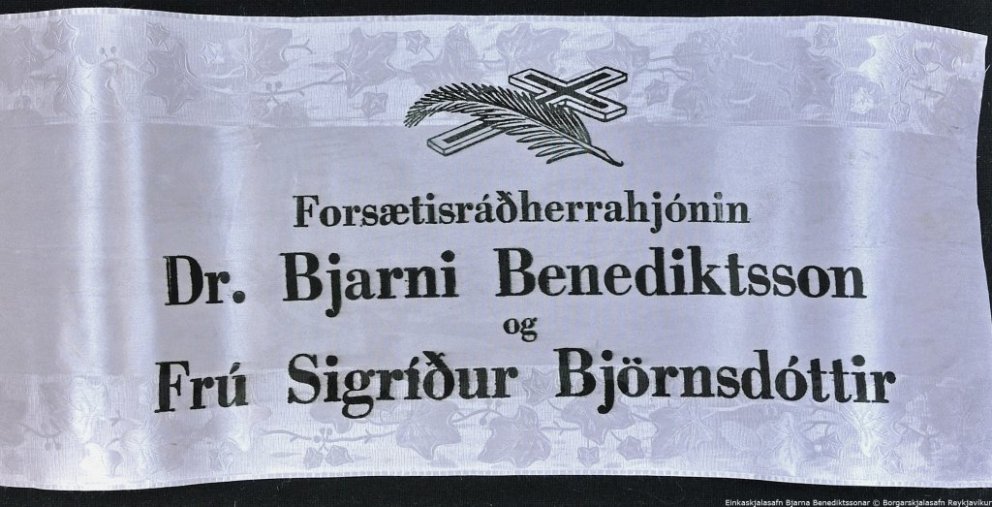 Forsætisráðherrahjónin
Dr. Bjarni Benediktsson
og
Frú Sigríður Björnsdóttir
Einkaskjalasafn Bjarna Benediktssonar © Borgarskjalasafn Reykjavíkur